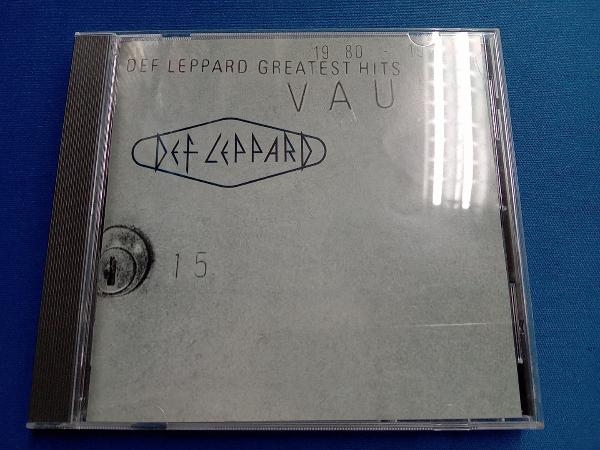 19 80 - 19
DEF LEPPARD GREATEST HITS
VAU
DEF LEPPARD
15